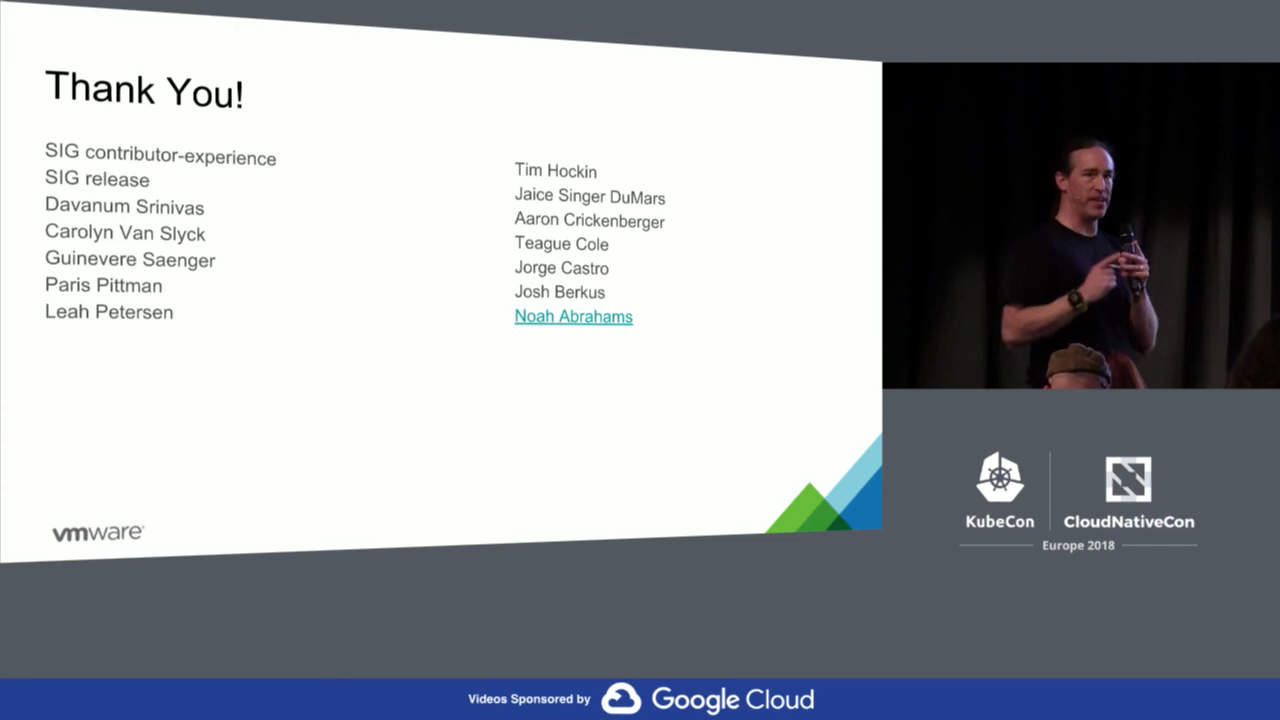 Thank You!
SIG contributor-experience
SIG release
Davanum Srinivas
Carolyn Van Slyck
Guinevere Saenger
Paris Pittman
Leah Petersen
Tim Hockin
Jaice Singer DuMars
Aaron Crickenberger
Teague Cole
Jorge Castro
Josh Berkus
Noah Abrahams
vmware
KubeCon
CloudNativeCon
Europe 2018
Videos Sponsored by Google Cloud